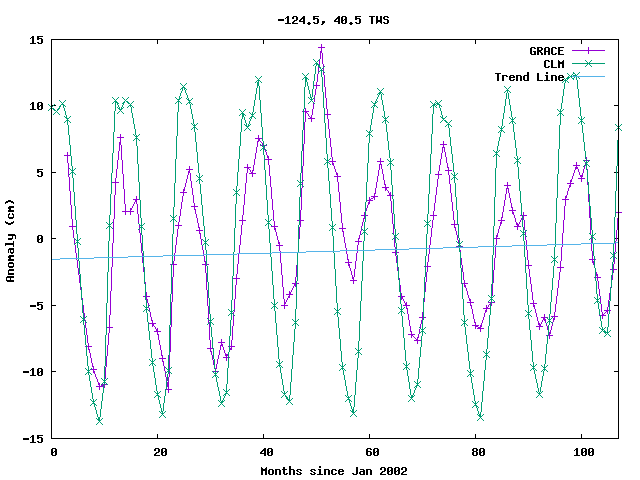 -124.5, 40.5 TWS
GRACE
CLM
Trend Line
15
10
5
0
-5
-10
-15
Anomaly (cm)
0 20 40 60 80 100
Months since Jan 2002